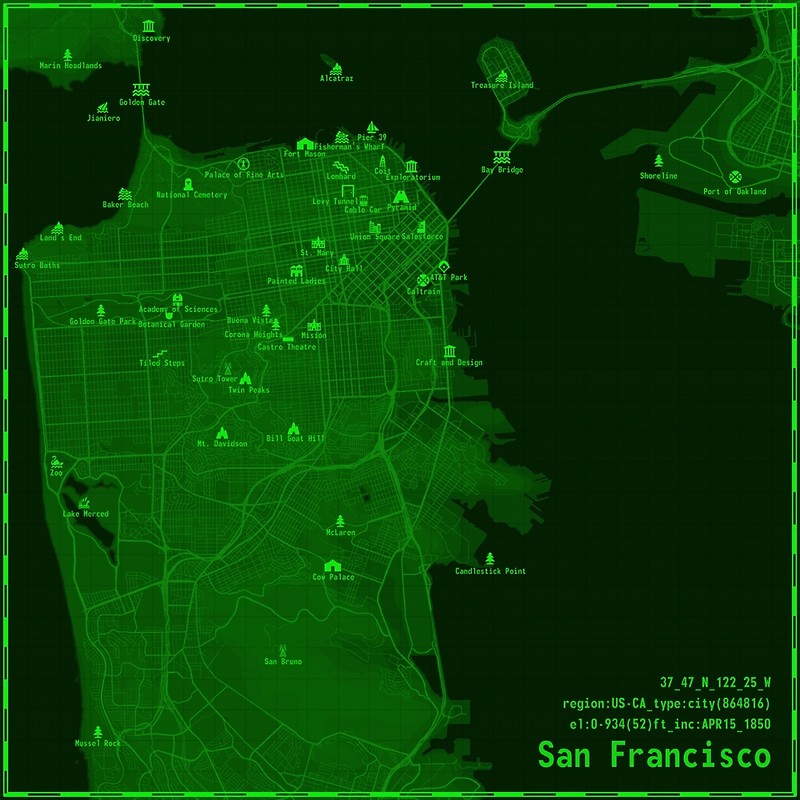 Discovery
Marin Headlands
Alcatraz
Treasure Island
Golden Gate
Jianiero
Pier 39
Fisherman's Wharf
Fort Mason
Bay Bridge
Palace of Fine Arts
Lombard
Coit
Exploratorium
Shoreline
Port of Oakland
National Cemetery
Baker Beach
Levy Tunnel
Cable Car
Pyramid
Land's End
Union Square
Salesforce
St. Mary
Sutro Baths
City Hall
AT&T Park
Painted Ladies
Caltrain
Academy of Sciences
Golden Gate Park
Botanical Garden
Buena Vista
Corona Heights
Mission
Castro Theatre
Tiled Steps
Craft and Design
Sutro Tower
Twin Peaks
Mt. Davidson
Bill Goat Hill
Zoo
Lake Merced
McLaren
Cow Palace
Candlestick Point
San Bruno
Mussel Rock
37_47_N_122_25_W
region:US-CA_type:city(864816)
el:0-934(52)ft_inc:APR15_1850
San Francisco